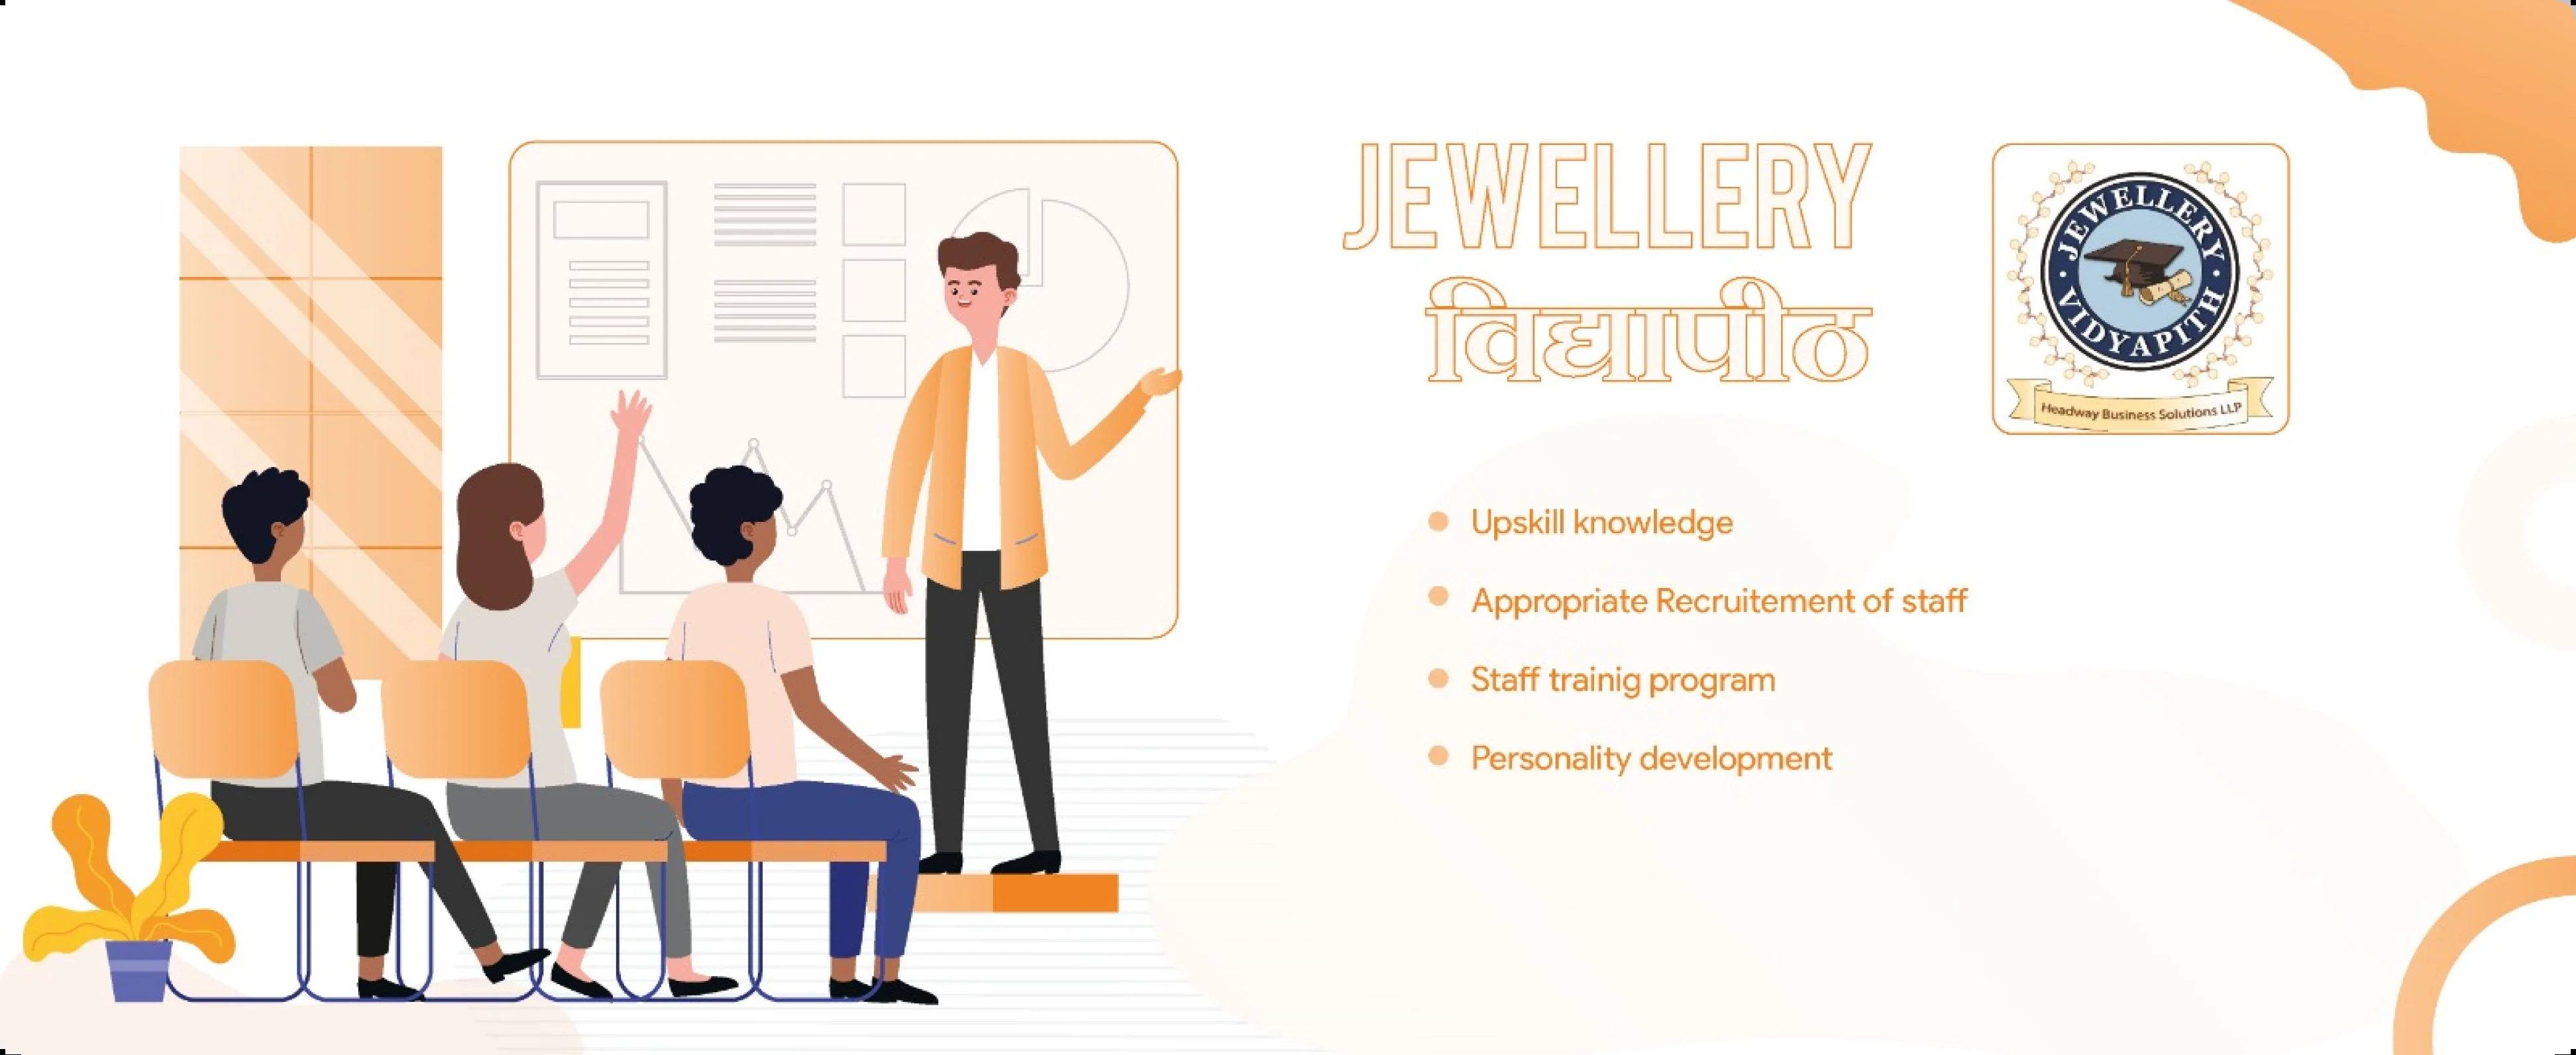 JEWELLERY
विद्यापीठ
JEWELLERY
VIDYAPITH
Headway Business Solutions LLP
Upskill knowledge
Appropriate Recruitement of staff
Staff trainig program
Personality development